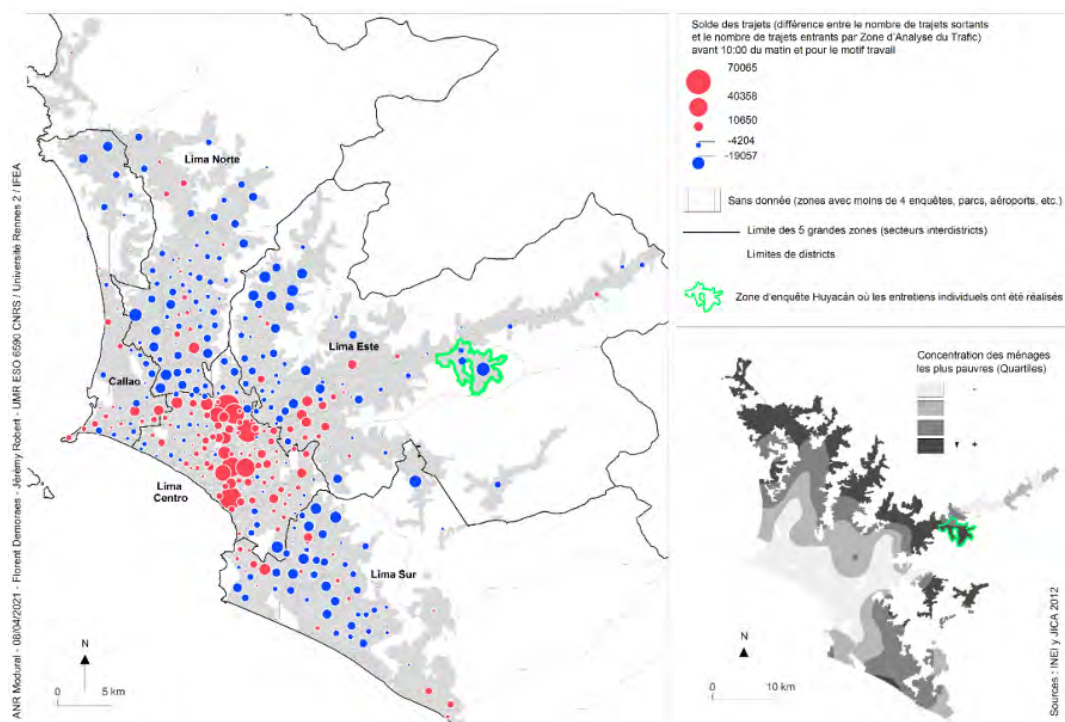 Solde des trajets (différence entre le nombre de trajets sortants
et le nombre de trajets entrants par Zone d'Analyse du Trafic)
avant 10:00 du matin et pour le motif travail
70065
40358
10650
-4204
-19057
Sans donnée (zones avec moins de 4 enquêtes, parcs, aéroports, etc.)
Limite des 5 grandes zones (secteurs interdistricts)
Limites de districts
Zone d'enquête Huyacán où les entretiens individuels ont été réalisés
Lima Norte
Lima Este
Callao
Lima
Centro
Lima Sur
N
0 5 km
ANR Modural - 08/04/2021 - Florent Demoraes - Jérémy Robert - UMR ESO 6590 CNRS / Université Rennes 2 / IFEA
Concentration des ménages
les plus pauvres (Quartiles)
-
+
N
0 10 km
Sources : INEI y JICA 2012